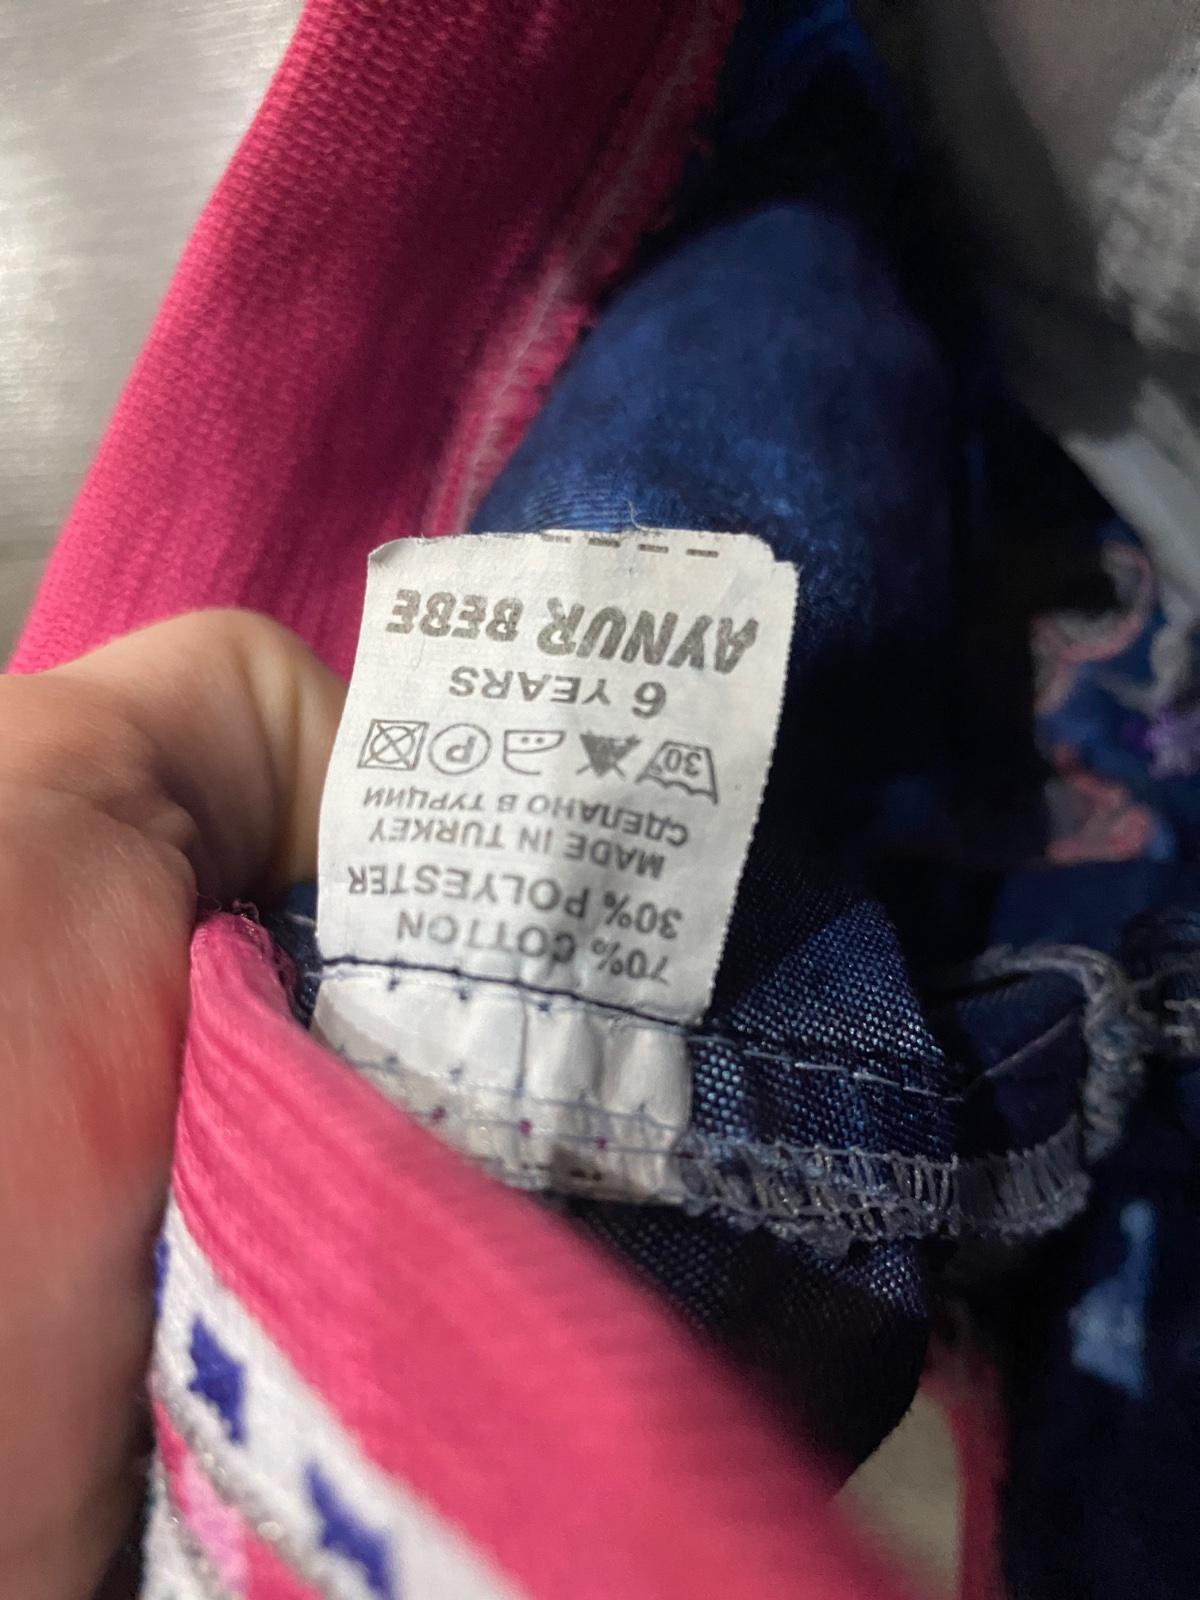 AYNUR BEBE
6 YEARS
30° P
СДЕЛАНО В ТУРЦИИ
MADE IN TURKEY
30% POLYESTER
70% COTTON